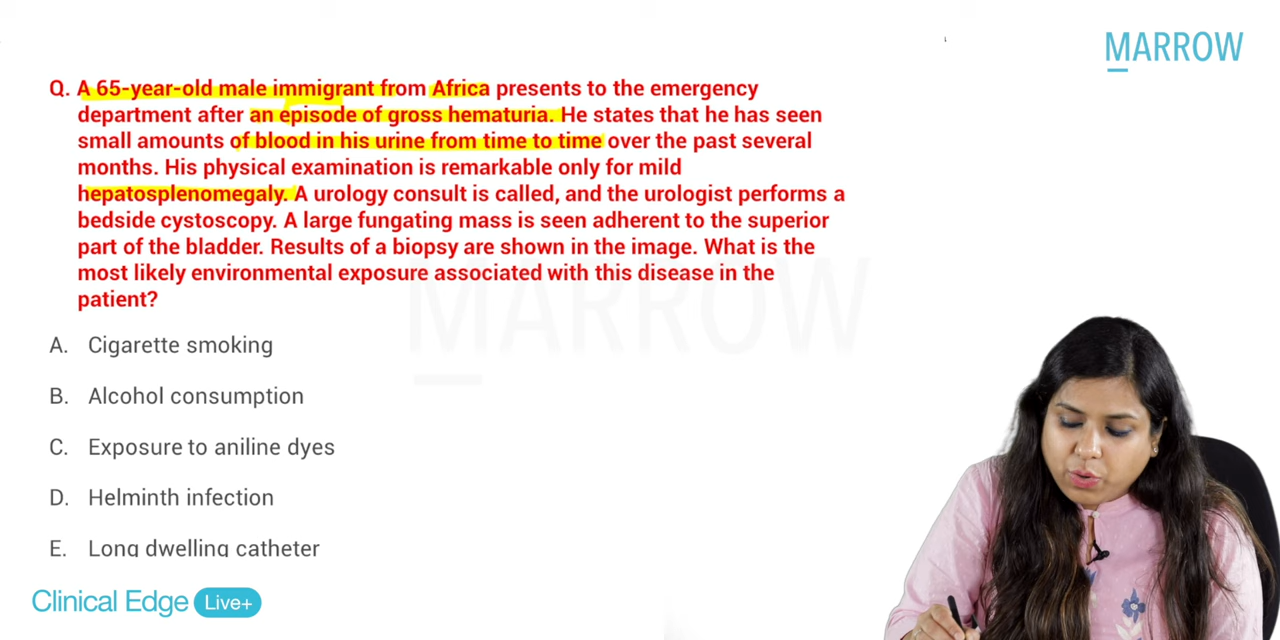 MARROW
Q. A 65-year-old male immigrant from Africa presents to the emergency
department after an episode of gross hematuria. He states that he has seen
small amounts of blood in his urine from time to time over the past several
months. His physical examination is remarkable only for mild
hepatosplenomegaly. A urology consult is called, and the urologist performs a
bedside cystoscopy. A large fungating mass is seen adherent to the superior
part of the bladder. Results of a biopsy are shown in the image. What is the
most likely environmental exposure associated with this disease in the
patient?
MARROW
A. Cigarette smoking
B. Alcohol consumption
C. Exposure to aniline dyes
D. Helminth infection
E. Long dwelling catheter
Clinical Edge Live+